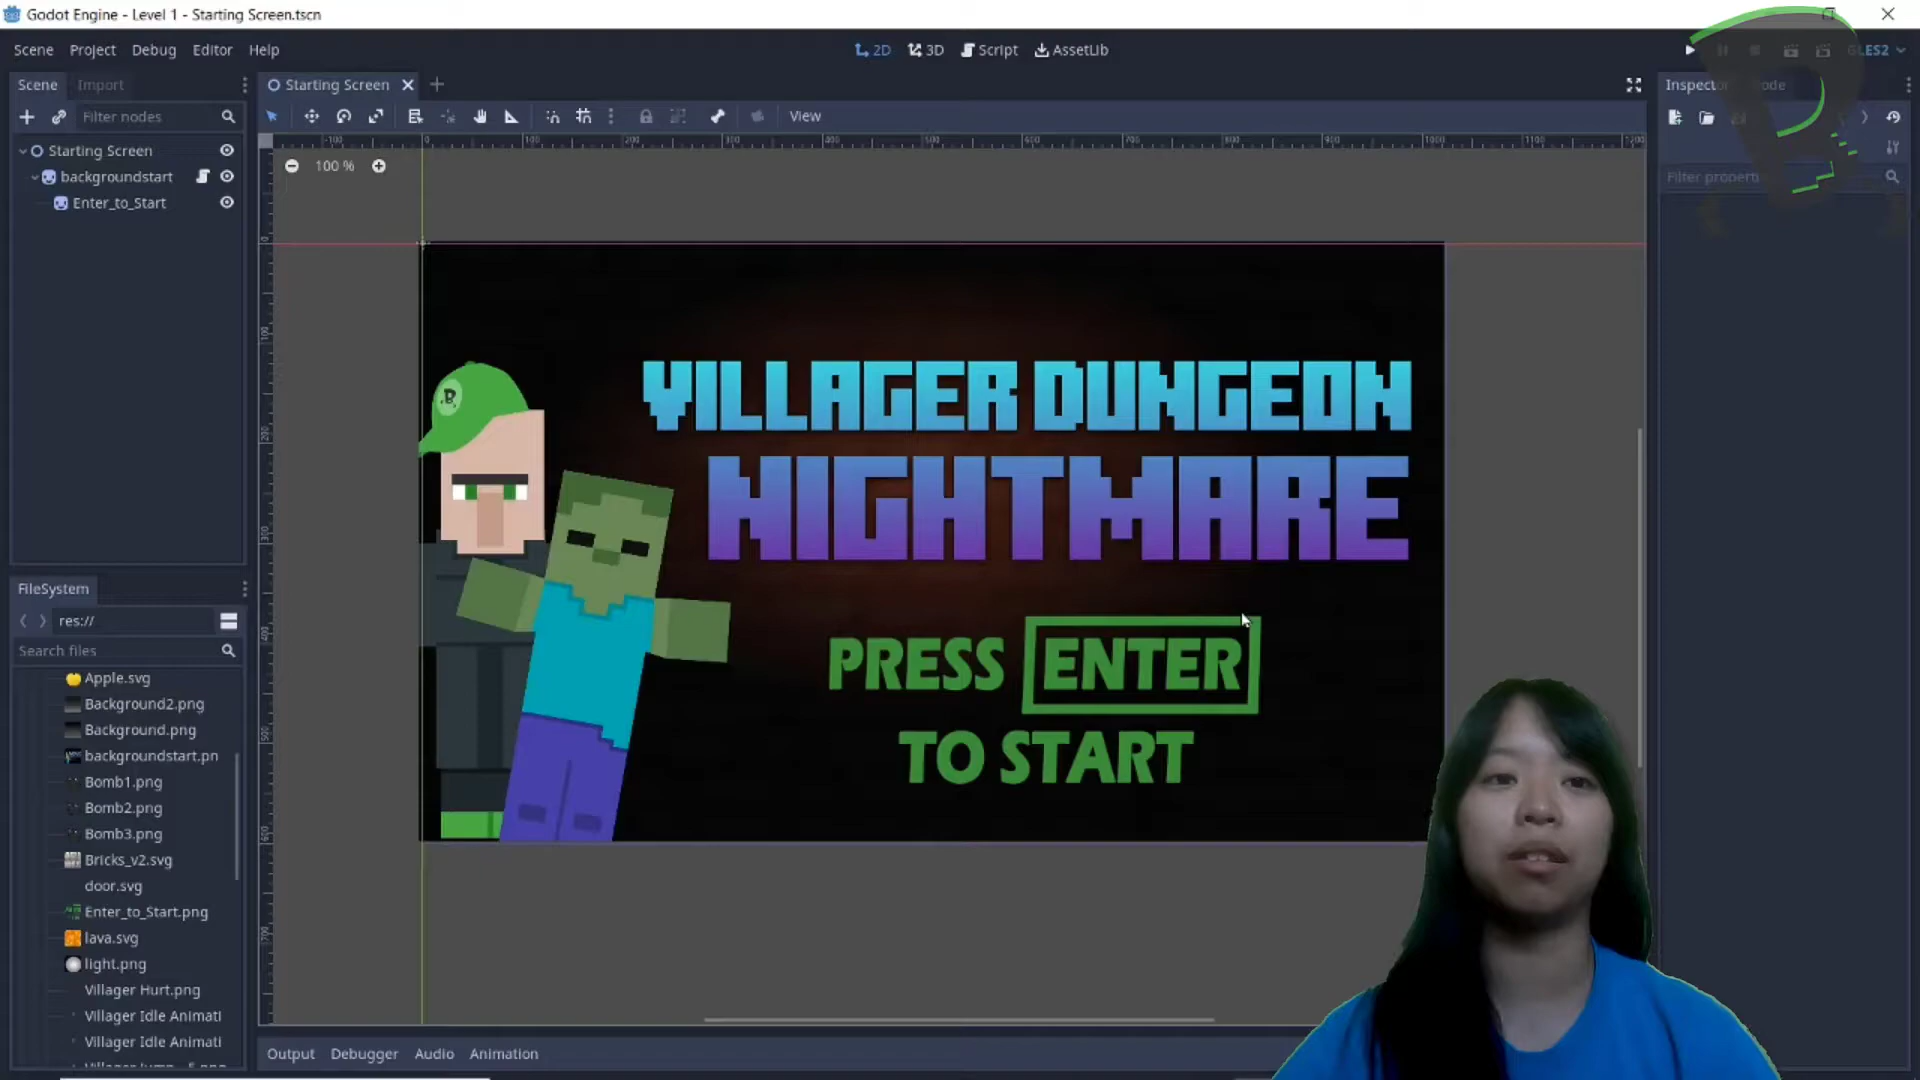 Godot Engine - Level 1 - Starting Screen.tscn
Scene Project Debug Editor Help
2D 3D Script AssetLib
GLES2
Scene Import
Starting Screen
Inspector Node
Filter nodes
View
Starting Screen
backgroundstart
Enter_to_Start
100 %
Filter properti
VILLAGER DUNGEON
NIGHTMARE
PRESS ENTER
TO START
B
FileSystem
res://
Search files
Apple.svg
Background2.png
Background.png
backgroundstart.pn
Bomb1.png
Bomb2.png
Bomb3.png
Bricks_v2.svg
door.svg
Enter_to_Start.png
lava.svg
light.png
Villager Hurt.png
Villager Idle Animati
Villager Idle Animati
Output Debugger Audio Animation